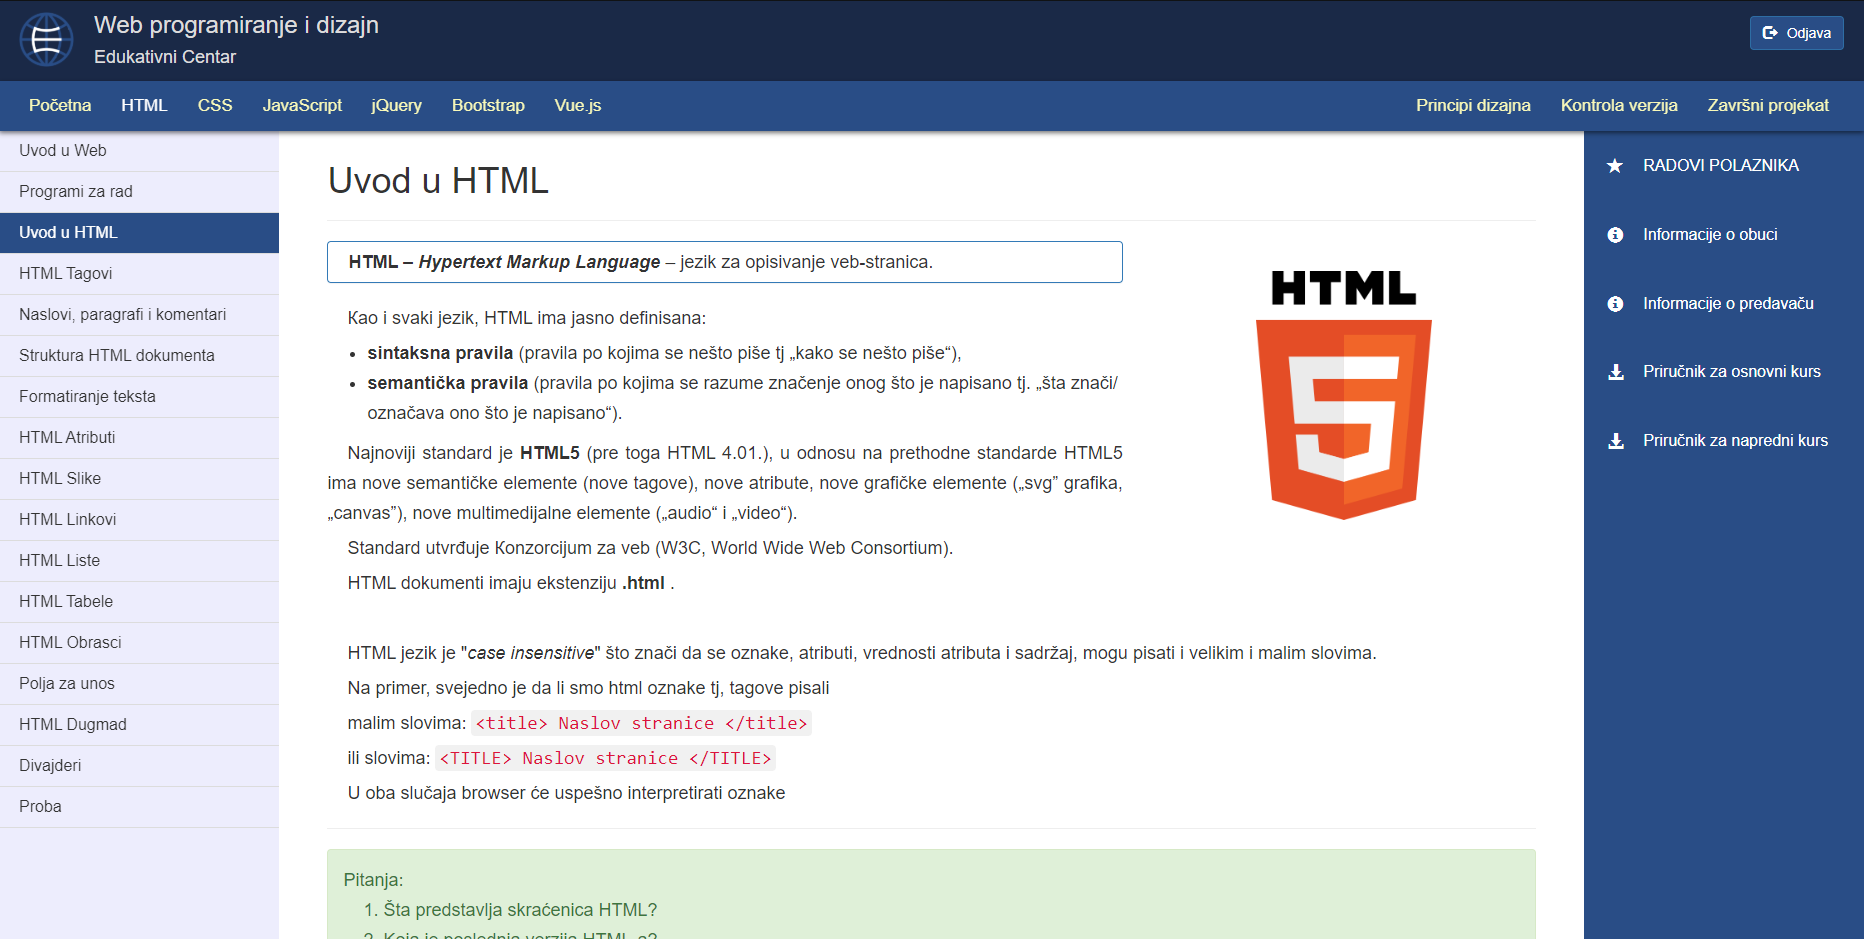 Web programiranje i dizajn
Edukativni Centar
Odjava
Početna HTML CSS JavaScript jQuery Bootstrap Vue.js Principi dizajna Kontrola verzija Završni projekat
Uvod u Web
Programi za rad
Uvod u HTML
HTML Tagovi
Naslovi, paragrafi i komentari
Struktura HTML dokumenta
Formatiranje teksta
HTML Atributi
HTML Slike
HTML Linkovi
HTML Liste
HTML Tabele
HTML Obrasci
Polja za unos
HTML Dugmad
Divajderi
Proba
Uvod u HTML
HTML – Hypertext Markup Language – jezik za opisivanje veb-stranica.
Kao i svaki jezik, HTML ima jasno definisana:
• sintaksna pravila (pravila po kojima se nešto piše tj „kako se nešto piše“),
• semantička pravila (pravila po kojima se razume značenje onog što je napisano tj. „šta znači/
označava ono što je napisano“).
Najnoviji standard je HTML5 (pre toga HTML 4.01.), u odnosu na prethodne standarde HTML5
ima nove semantičke elemente (nove tagove), nove atribute, nove grafičke elemente („svg” grafika,
„canvas”), nove multimedijalne elemente („audio“ i „video“).
Standard utvrđuje Konzorcijum za veb (W3C, World Wide Web Consortium).
HTML dokumenti imaju ekstenziju .html .
HTML
5
HTML jezik je "case insensitive" što znači da se oznake, atributi, vrednosti atributa i sadržaj, mogu pisati i velikim i malim slovima.
Na primer, svejedno je da li smo html oznake tj, tagove pisali
malim slovima: <title> Naslov stranice </title>
ili slovima: <TITLE> Naslov stranice </TITLE>
U oba slučaja browser će uspešno interpretirati oznake
Pitanja:
1. Šta predstavlja skraćenica HTML?
2. Koja je poslednja verzija HTML-a?
RADOVI POLAZNIKA
Informacije o obuci
Informacije o predavaču
Priručnik za osnovni kurs
Priručnik za napredni kurs